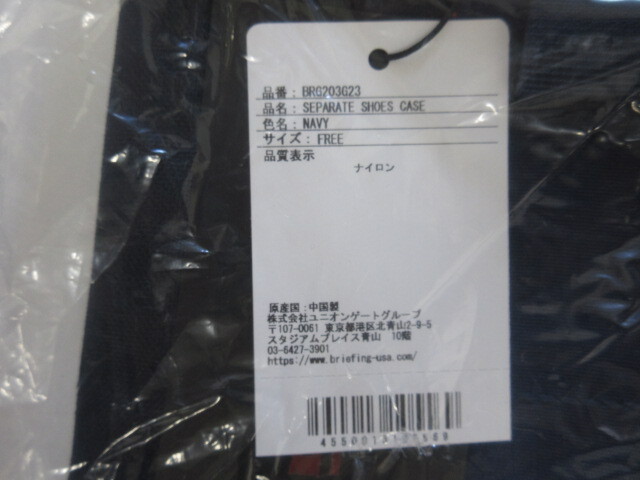 品番 : BRG203G23
品名 : SEPARATE SHOES CASE
色名 : NAVY
サイズ : FREE
品質表示
ナイロン
原産国 : 中国製
株式会社ユニオンゲートグループ
〒107-0061 東京都港区北青山2-9-5
スタジアムプレイス青山 10階
03-6427-3901
https://www.briefing-usa.com/